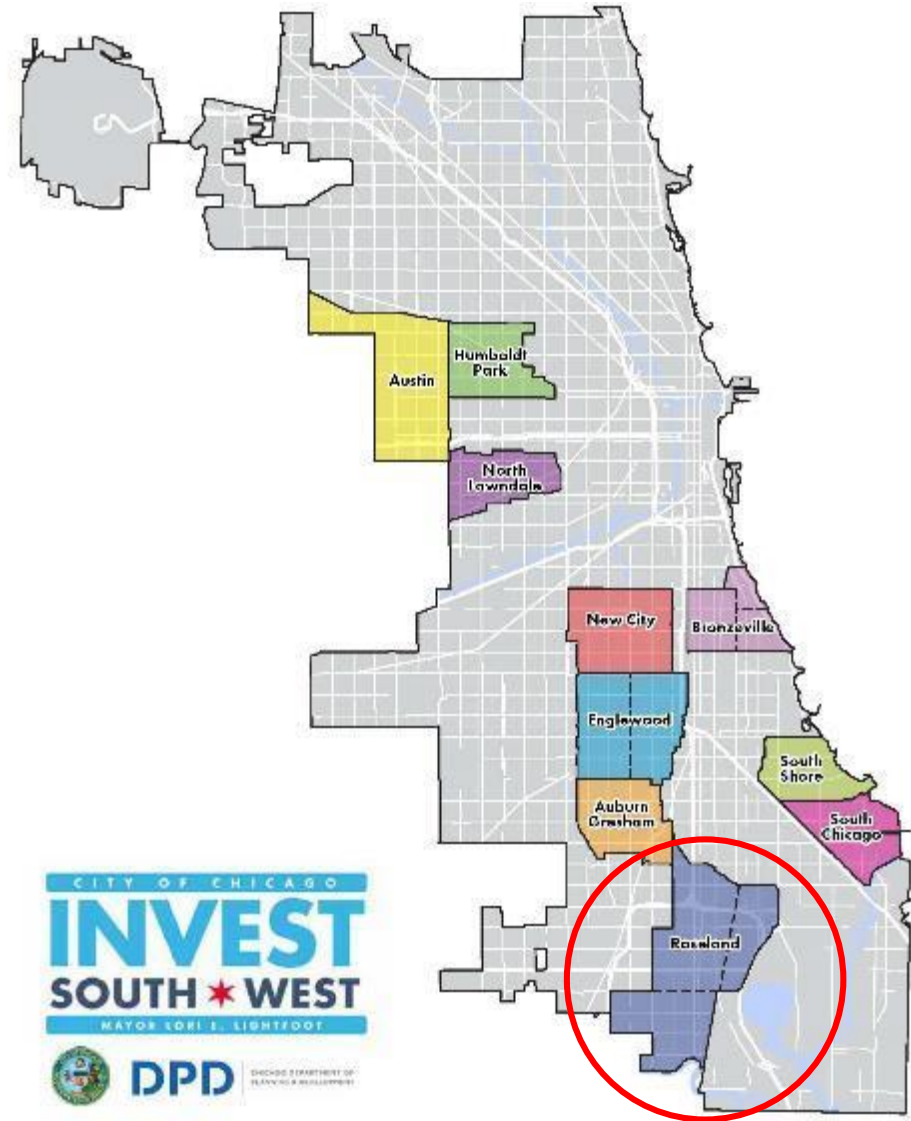 Humboldt
Park
Austin
North
Lawndale
New City
Bronzeville
Englewood
South
Shore
Auburn
Gresham
South
Chicago
Roseland
CITY OF CHICAGO
INVEST
SOUTH ✶ WEST
MAYOR LORI E. LIGHTFOOT
DPD
CHICAGO DEPARTMENT OF
PLANNING & DEVELOPMENT